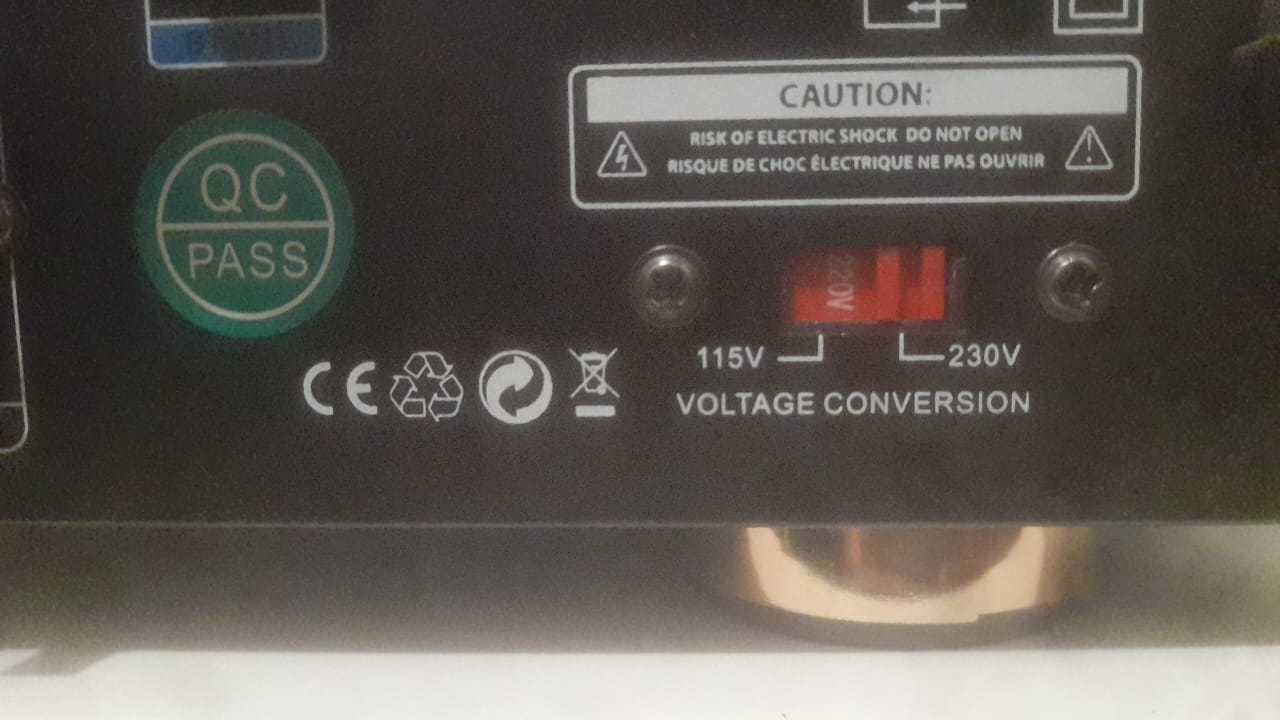 CAUTION:
RISK OF ELECTRIC SHOCK DO NOT OPEN
RISQUE DE CHOC ÉLECTRIQUE NE PAS OUVRIR
QC
PASS
220V
115V
230V
VOLTAGE CONVERSION
CE